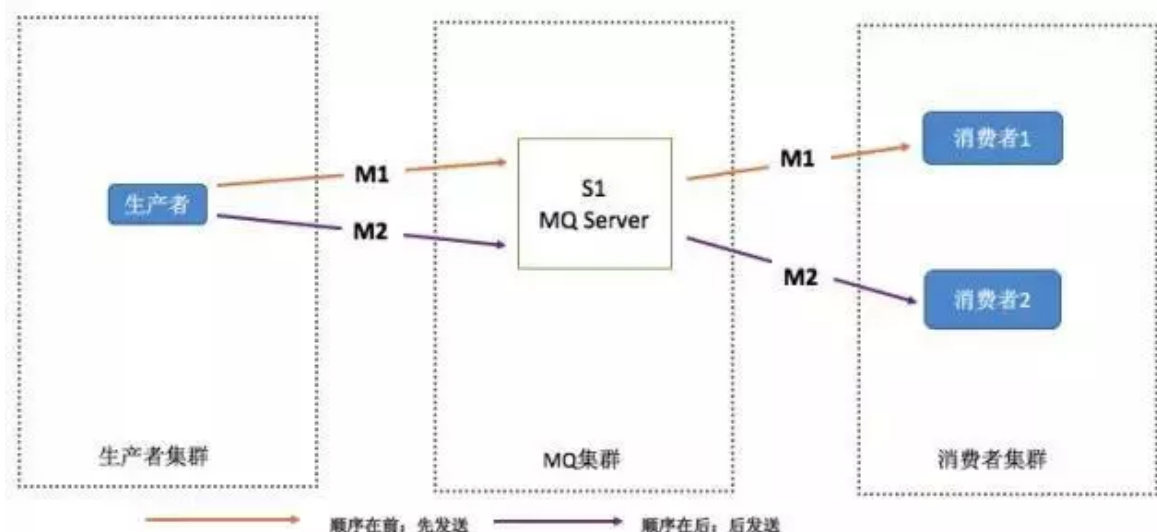 生产者
M1
M2
S1
MQ Server
M1
M2
消费者1
消费者2
生产者集群
MQ集群
消费者集群
顺序在前；先发送
顺序在后；后发送